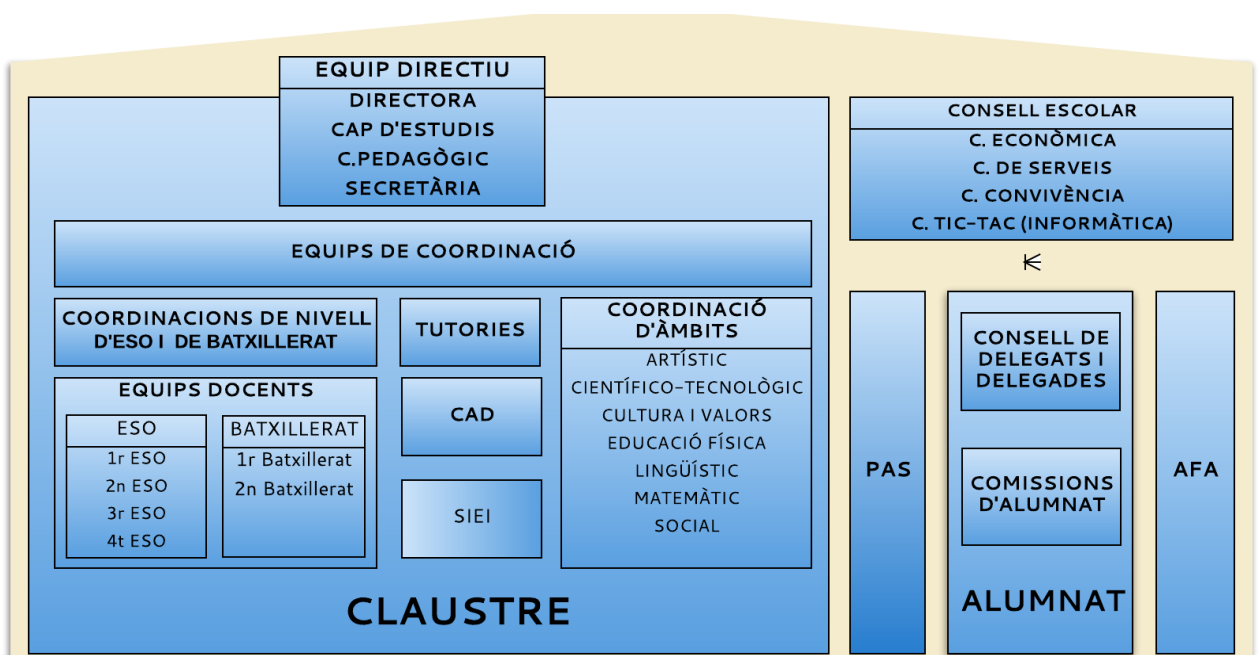 EQUIP DIRECTIU
DIRECTORA
CAP D'ESTUDIS
C.PEDAGÒGIC
SECRETÀRIA
EQUIPS DE COORDINACIÓ
COORDINACIONS DE NIVELL
D'ESO I  DE BATXILLERAT
EQUIPS DOCENTS
ESO
1r ESO
2n ESO
3r ESO
4t ESO
BATXILLERAT
1r Batxillerat
2n Batxillerat
TUTORIES
CAD
SIEI
COORDINACIÓ
D'ÀMBITS
ARTÍSTIC
CIENTÍFICO-TECNOLÒGIC
CULTURA I VALORS
EDUCACIÓ FÍSICA
LINGÜÍSTIC
MATEMÀTIC
SOCIAL
CLAUSTRE
CONSELL ESCOLAR
C. ECONÒMICA
C. DE SERVEIS
C. CONVIVÈNCIA
C. TIC-TAC (INFORMÀTICA)
PAS
CONSELL DE
DELEGATS I
DELEGADES
COMISSIONS
D'ALUMNAT
ALUMNAT
AFA